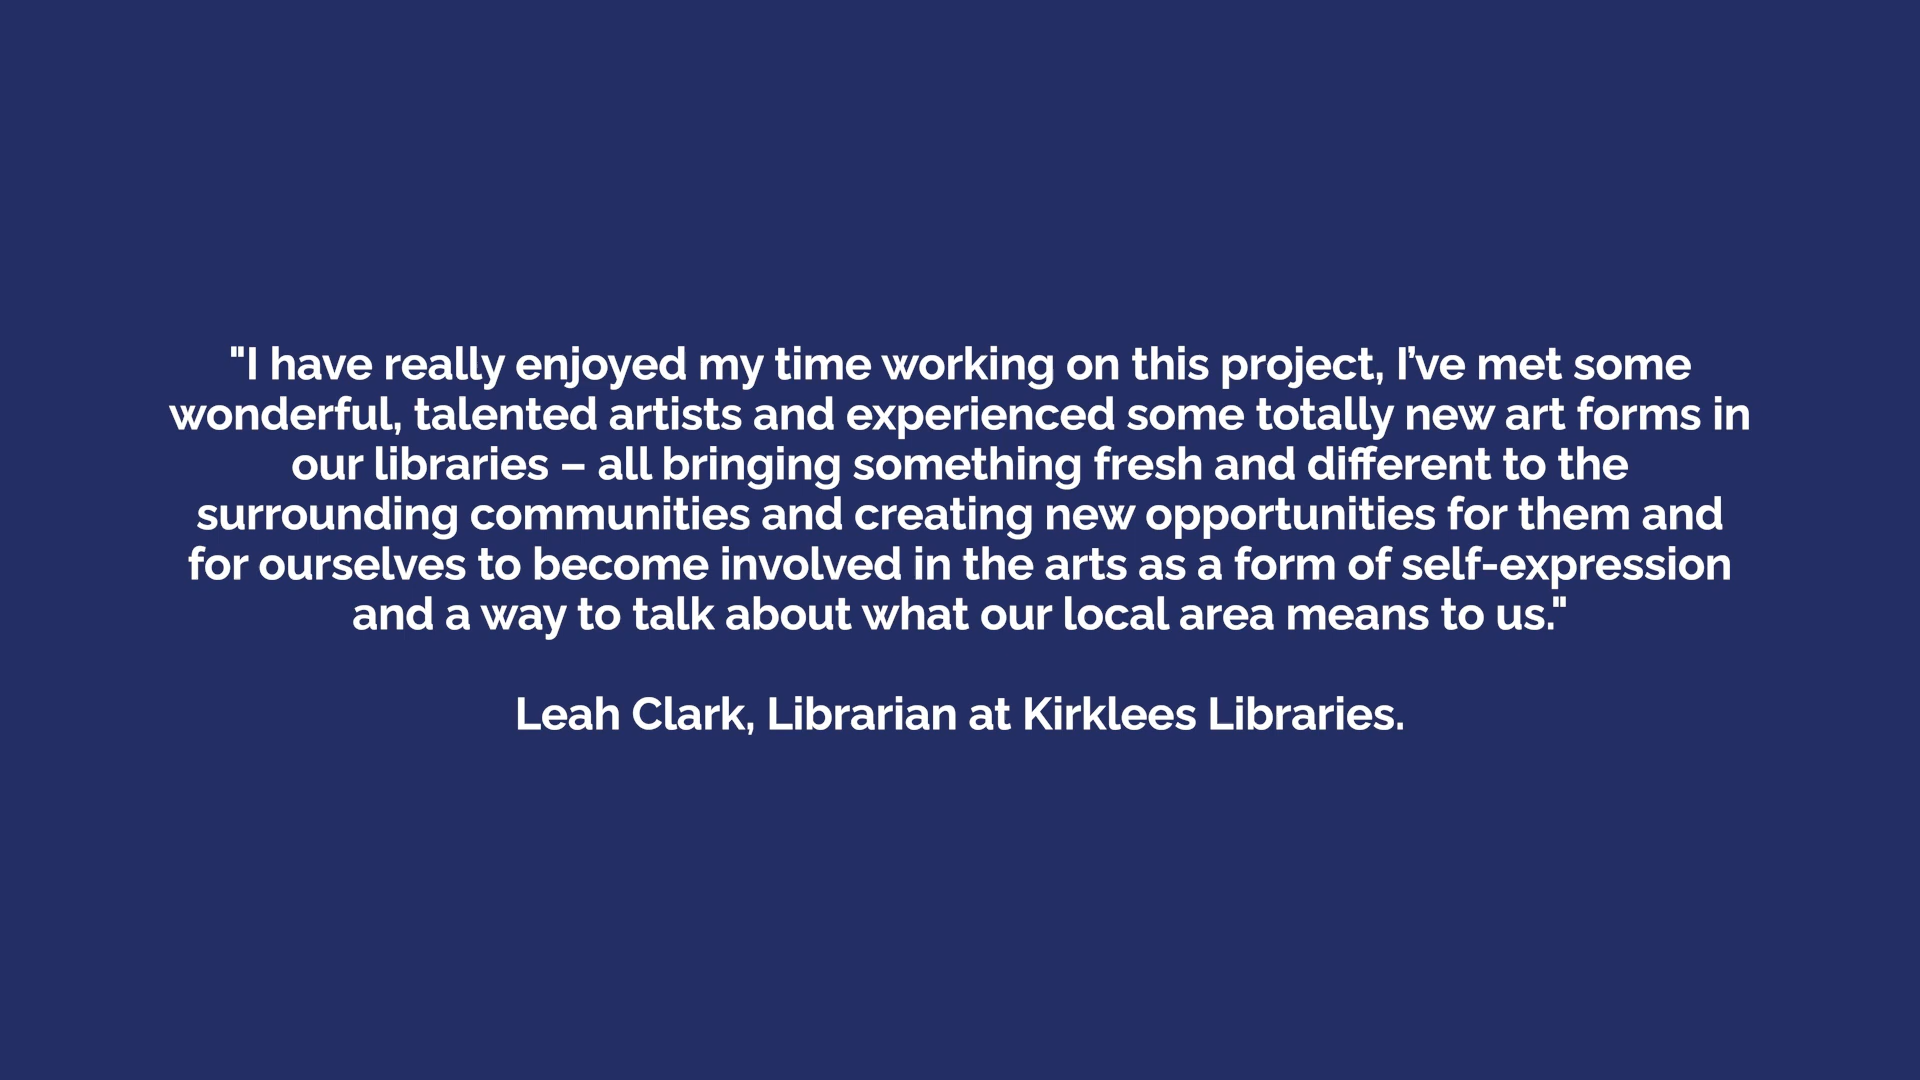 "I have really enjoyed my time working on this project, I’ve met some
wonderful, talented artists and experienced some totally new art forms in
our libraries – all bringing something fresh and different to the
surrounding communities and creating new opportunities for them and
for ourselves to become involved in the arts as a form of self-expression
and a way to talk about what our local area means to us."
Leah Clark, Librarian at Kirklees Libraries.